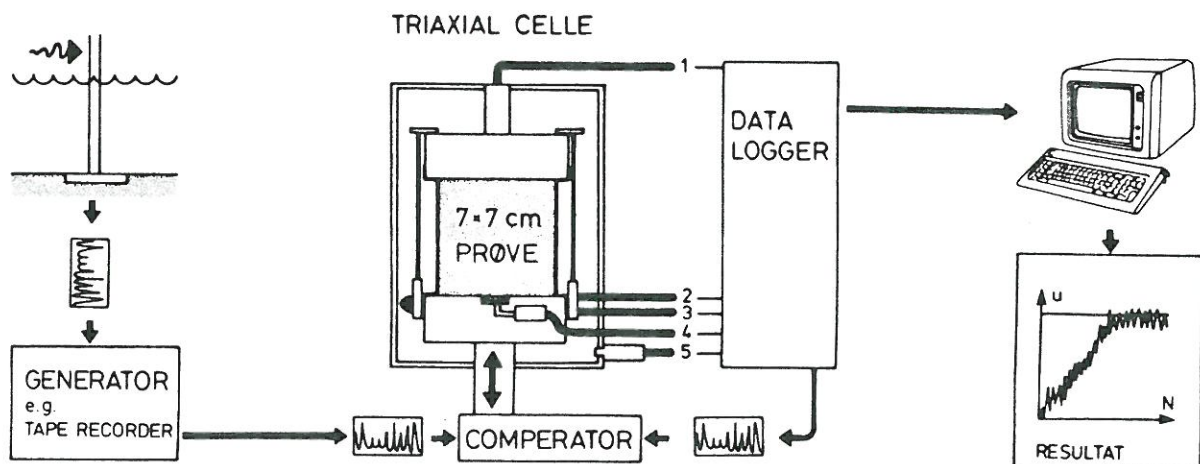 TRIAXIAL CELLE
1
DATA
LOGGER
7×7 cm
PRØVE
2
3
4
5
GENERATOR
e.g.
TAPE RECORDER
COMPERATOR
u
N
RESULTAT